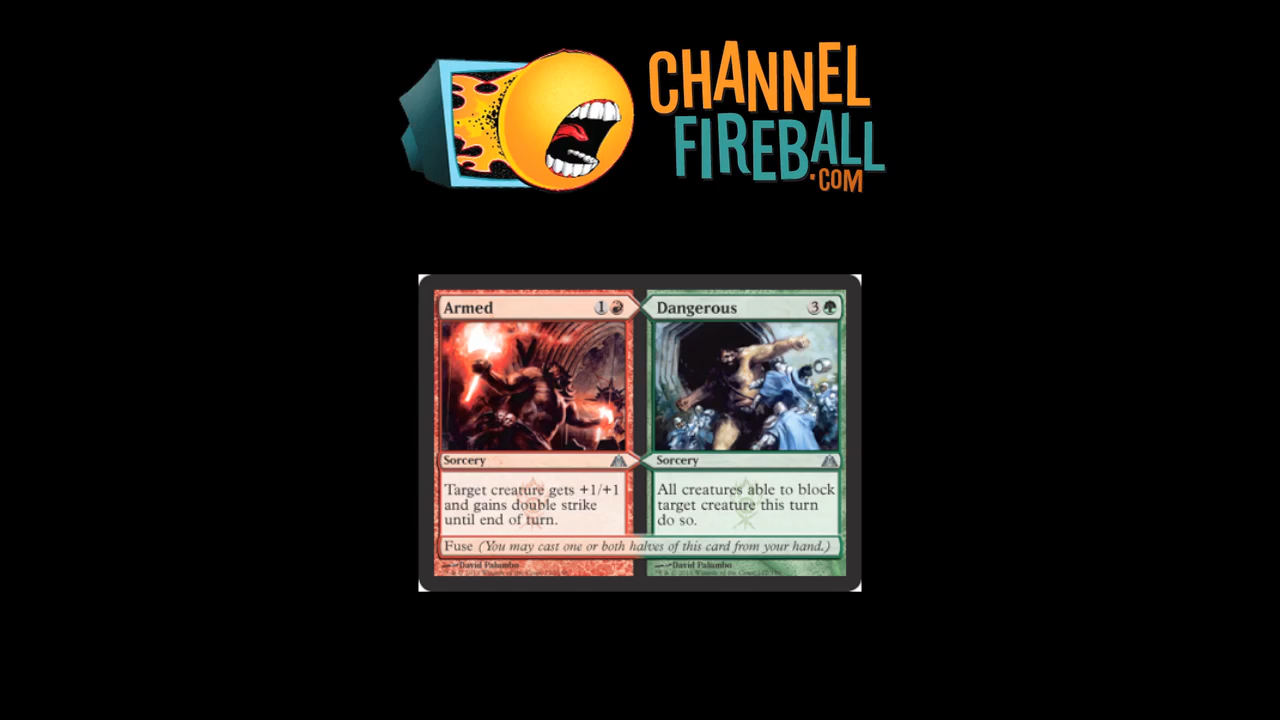 CHANNEL
FIREBALL
.COM
Armed 1
Dangerous 3
Sorcery
Sorcery
Target creature gets +1/+1
and gains double strike
until end of turn.
All creatures able to block
target creature this turn
do so.
Fuse (You may cast one or both halves of this card from your hand.)
David Palumbo
David Palumbo